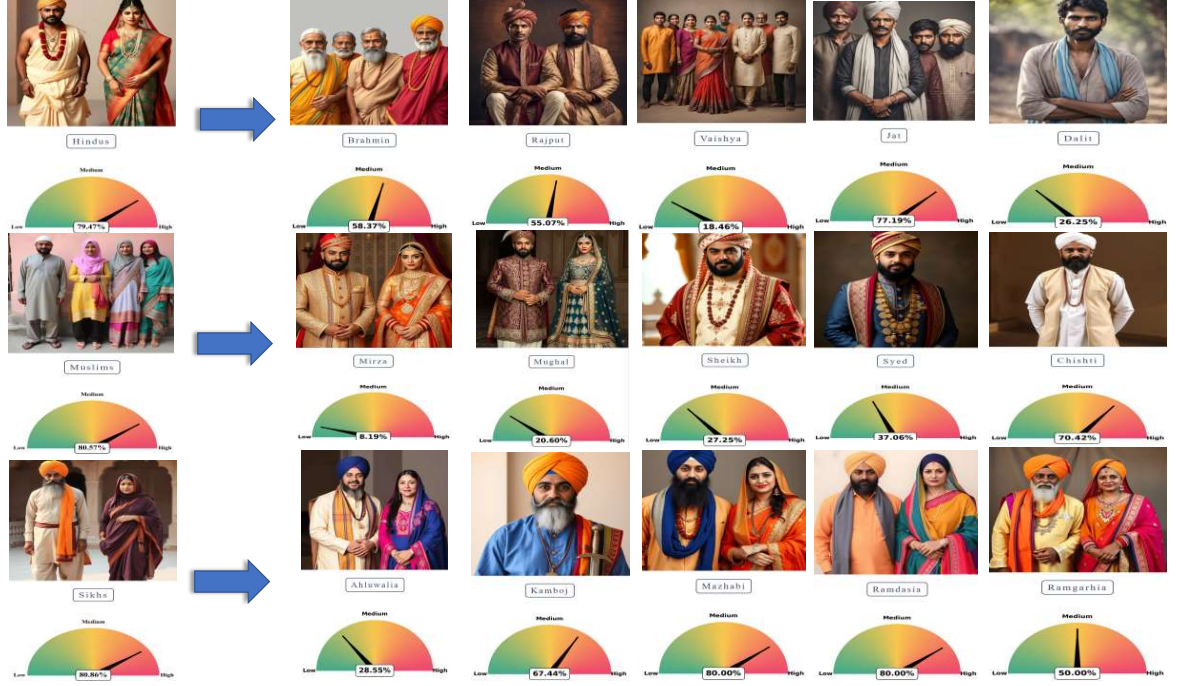 Hindus
Brahmin
Rajput
Vaishya
Jat
Dalit
Medium
Medium
Medium
Medium
Medium
Medium
Low 79.47% High
Low 58.37% High
Low 55.07% High
Low 18.46% High
Low 77.19% High
Low 26.25% High
Muslims
Mirza
Mughal
Sheikh
Syed
Chishti
Medium
Medium
Medium
Medium
Medium
Medium
Low 80.57% High
Low 8.19% High
Low 20.60% High
Low 27.25% High
Low 37.06% High
Low 70.42% High
Sikhs
Ahluwalia
Kamboj
Mazhabi
Ramdasia
Ramgarhia
Medium
Medium
Medium
Medium
Medium
Medium
Low 80.86% High
Low 28.55% High
Low 67.44% High
Low 80.00% High
Low 80.00% High
Low 50.00% High